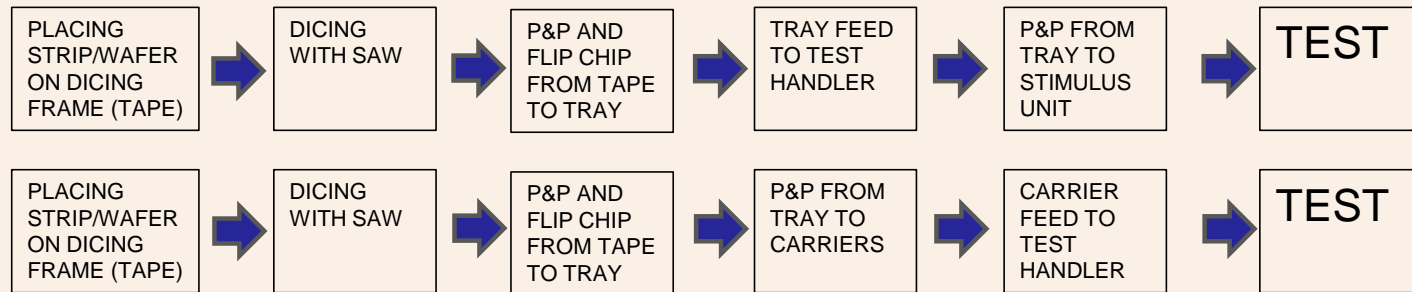 PLACING
STRIP/WAFER
ON DICING
FRAME (TAPE)
DICING
WITH SAW
P&P AND
FLIP CHIP
FROM TAPE
TO TRAY
TRAY FEED
TO TEST
HANDLER
P&P FROM
TRAY TO
STIMULUS
UNIT
TEST
PLACING
STRIP/WAFER
ON DICING
FRAME (TAPE)
DICING
WITH SAW
P&P AND
FLIP CHIP
FROM TAPE
TO TRAY
P&P FROM
TRAY TO
CARRIERS
CARRIER
FEED TO
TEST
HANDLER
TEST